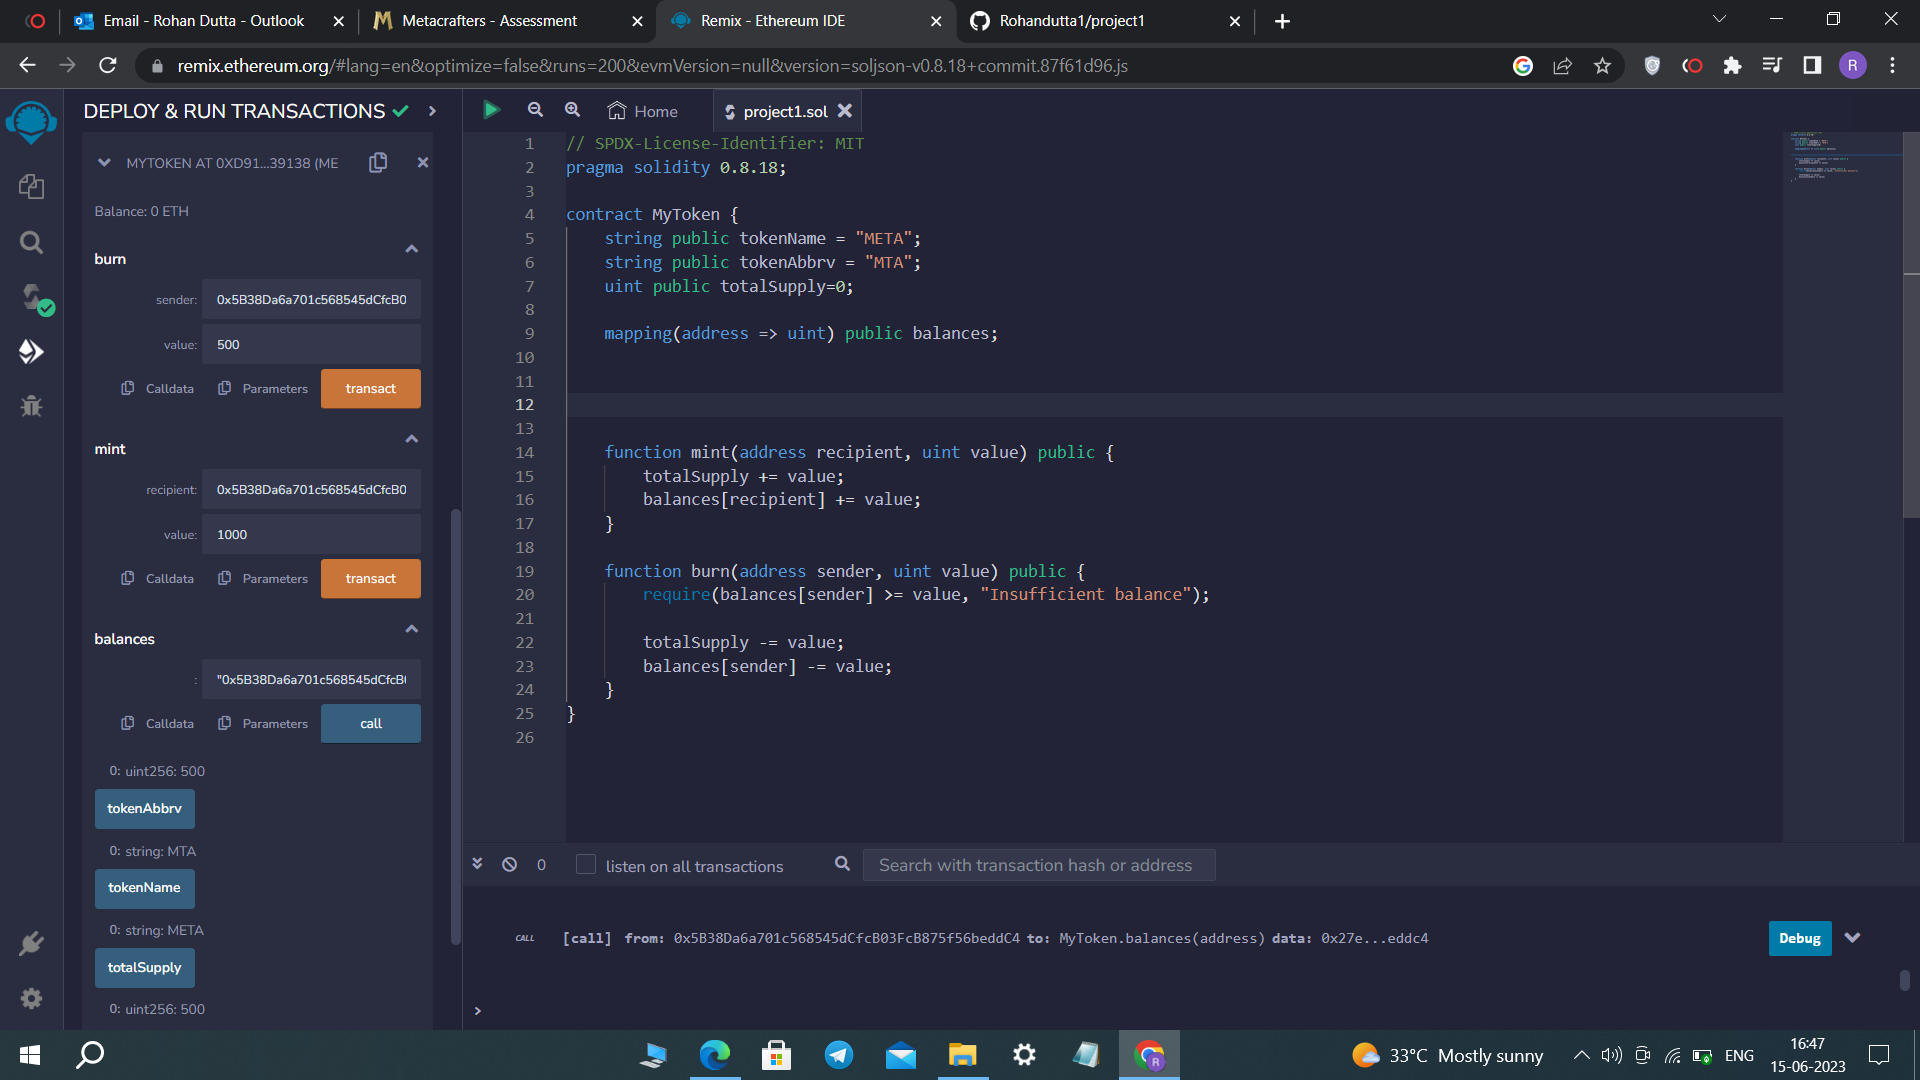 Email - Rohan Dutta - Outlook
Metacrafters - Assessment
Remix - Ethereum IDE
Rohandutta1/project1
remix.ethereum.org/#lang=en&optimize=false&runs=200&evmVersion=null&version=soljson-v0.8.18+commit.87f61d96.js
R
DEPLOY & RUN TRANSACTIONS
MYTOKEN AT 0XD91...39138 (ME
Balance: 0 ETH
burn
sender: 0x5B38Da6a701c568545dCfcB0
value: 500
Calldata Parameters transact
mint
recipient: 0x5B38Da6a701c568545dCfcB0
value: 1000
Calldata Parameters transact
balances
: "0x5B38Da6a701c568545dCfcB
Calldata Parameters call
0: uint256: 500
tokenAbbrv
0: string: MTA
tokenName
0: string: META
totalSupply
0: uint256: 500
Home project1.sol
1 // SPDX-License-Identifier: MIT
2 pragma solidity 0.8.18;
3
4 contract MyToken {
5 string public tokenName = "META";
6 string public tokenAbbrv = "MTA";
7 uint public totalSupply=0;
8
9 mapping(address => uint) public balances;
10
11
12
13
14 function mint(address recipient, uint value) public {
15 totalSupply += value;
16 balances[recipient] += value;
17 }
18
19 function burn(address sender, uint value) public {
20 require(balances[sender] >= value, "Insufficient balance");
21
22 totalSupply -= value;
23 balances[sender] -= value;
24 }
25 }
26
0 listen on all transactions Search with transaction hash or address
CALL [call] from: 0x5B38Da6a701c568545dCfcB03FcB875f56beddC4 to: MyToken.balances(address) data: 0x27e...eddc4 Debug
>
33°C Mostly sunny ENG 16:47
15-06-2023